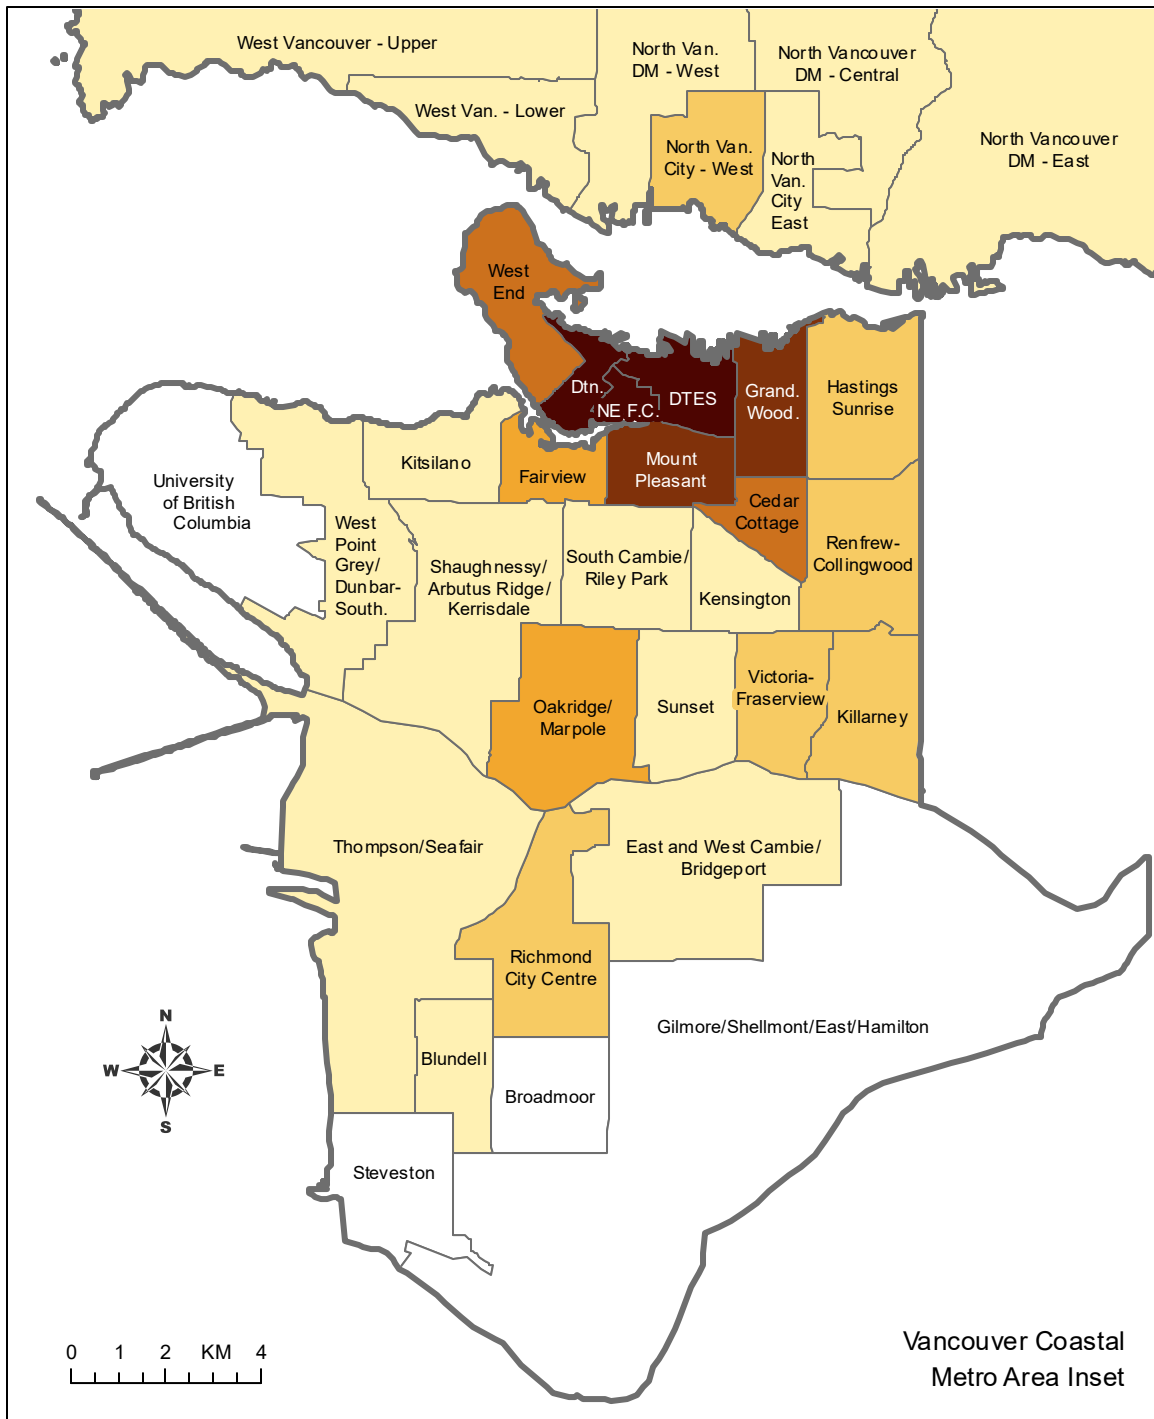 West Vancouver - Upper
North Van.
DM - West
North Vancouver
DM - Central
West Van. - Lower
North Van.
City - West
North
Van.
City
East
North Vancouver
DM - East
West
End
Dtn.
NE F.C.
DTES
Grand.
Wood.
Hastings
Sunrise
Kitsilano
Fairview
Mount
Pleasant
University
of British
Columbia
Cedar
Cottage
West
Point
Grey/
Dunbar-
South.
Shaughnessy/
Arbutus Ridge/
Kerrisdale
South Cambie/
Riley Park
Kensington
Renfrew-
Collingwood
Oakridge/
Marpole
Sunset
Victoria-
Fraserview
Killarney
Thompson/Seafair
East and West Cambie/
Bridgeport
Richmond
City Centre
Gilmore/Shellmont/East/Hamilton
Blundell
Broadmoor
Steveston
N
W E
S
0 1 2 KM 4
Vancouver Coastal
Metro Area Inset